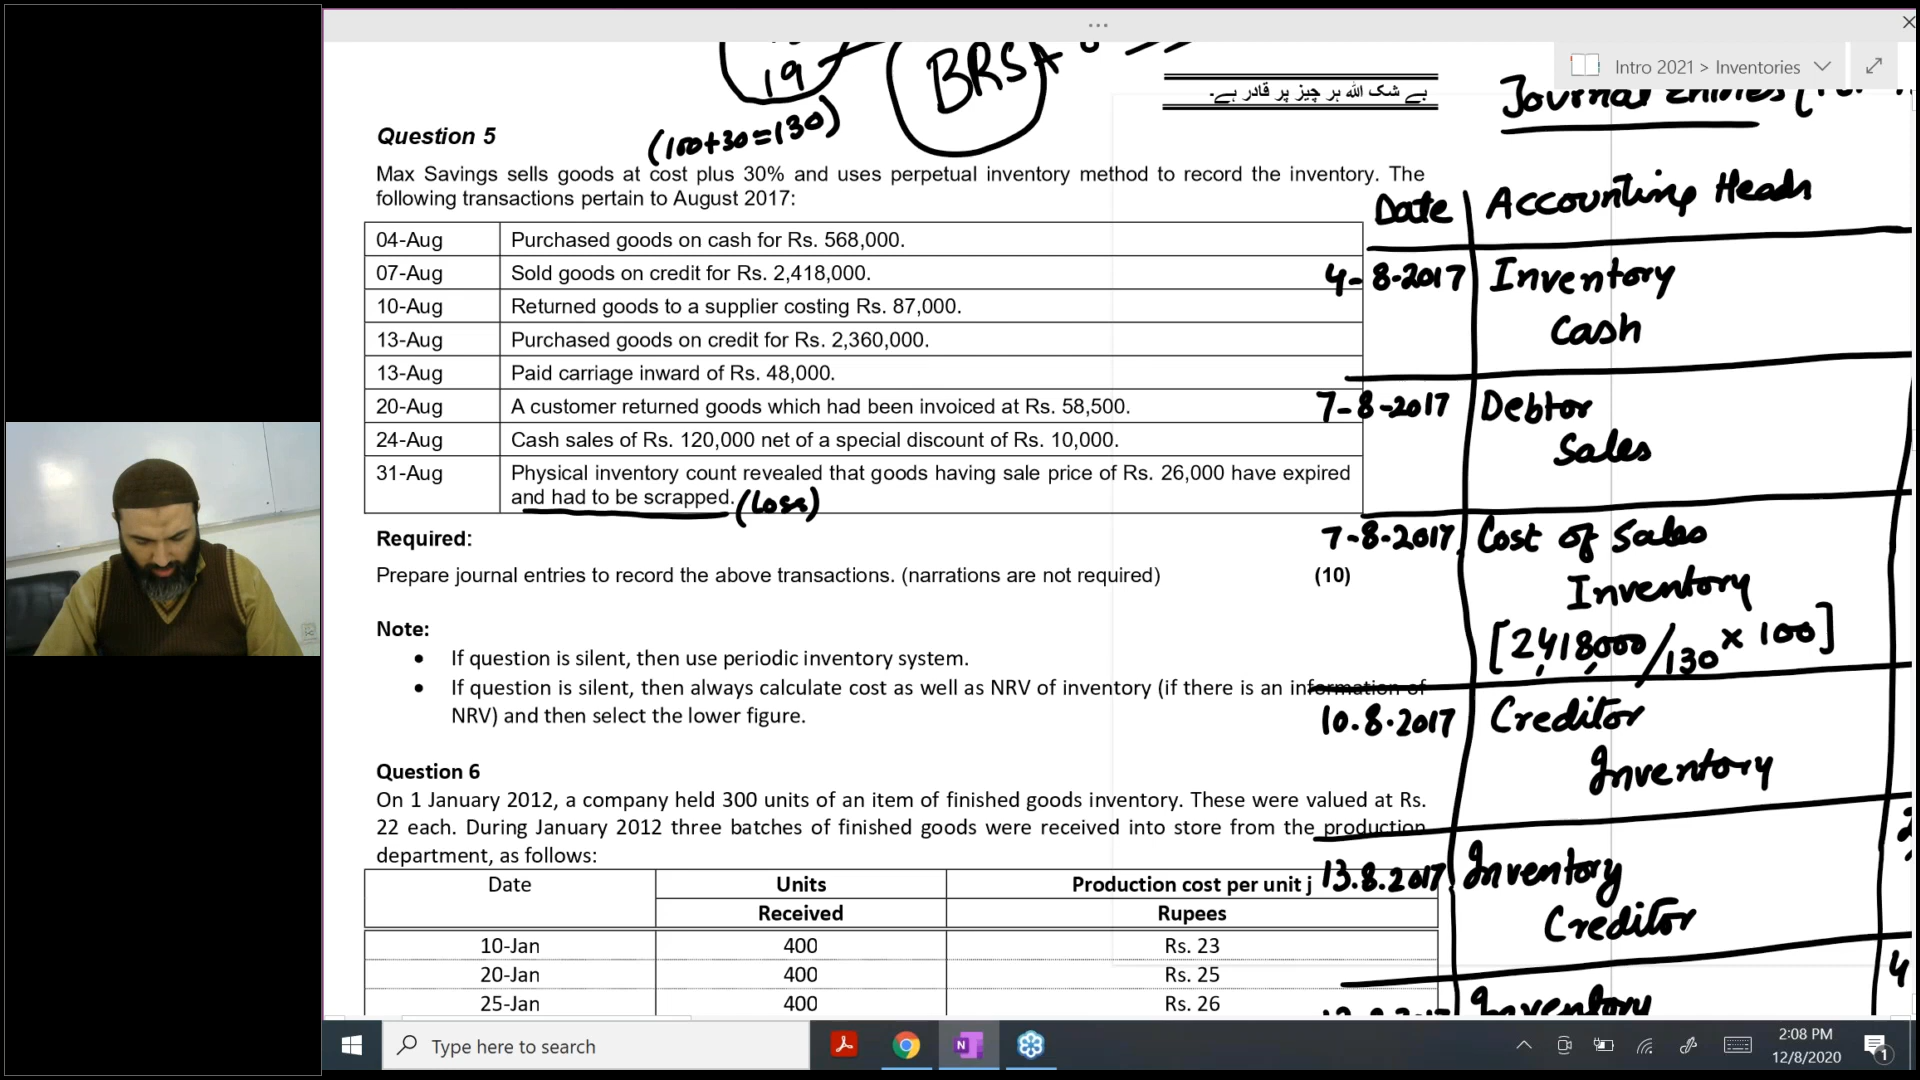 19
BRS
Intro 2021 > Inventories
بے شک اللہ ہر چیز پر قادر ہے۔
Journal Entries (
(100+30=130)
Question 5
Max Savings sells goods at cost plus 30% and uses perpetual inventory method to record the inventory. The
following transactions pertain to August 2017:
Date Accounting Heads
04-Aug Purchased goods on cash for Rs. 568,000.
07-Aug Sold goods on credit for Rs. 2,418,000.
10-Aug Returned goods to a supplier costing Rs. 87,000.
13-Aug Purchased goods on credit for Rs. 2,360,000.
13-Aug Paid carriage inward of Rs. 48,000.
20-Aug A customer returned goods which had been invoiced at Rs. 58,500.
24-Aug Cash sales of Rs. 120,000 net of a special discount of Rs. 10,000.
31-Aug Physical inventory count revealed that goods having sale price of Rs. 26,000 have expired
and had to be scrapped. (Loss)
Required:
Prepare journal entries to record the above transactions. (narrations are not required) (10)
Note:
• If question is silent, then use periodic inventory system.
• If question is silent, then always calculate cost as well as NRV of inventory (if there is an information of
NRV) and then select the lower figure.
Question 6
On 1 January 2012, a company held 300 units of an item of finished goods inventory. These were valued at Rs.
22 each. During January 2012 three batches of finished goods were received into store from the production
department, as follows:
Date Units Production cost per unit j
Received Rupees
10-Jan 400 Rs. 23
20-Jan 400 Rs. 25
25-Jan 400 Rs. 26
4-8-2017 Inventory
Cash
7-8-2017 Debtor
Sales
7-8-2017 Cost of Sales
Inventory
[2,418,000/130 × 100]
10.8.2017 Creditor
Inventory
13.8.2017 Inventory
Creditor
4
Inventory
Type here to search
2:08 PM
12/8/2020
1